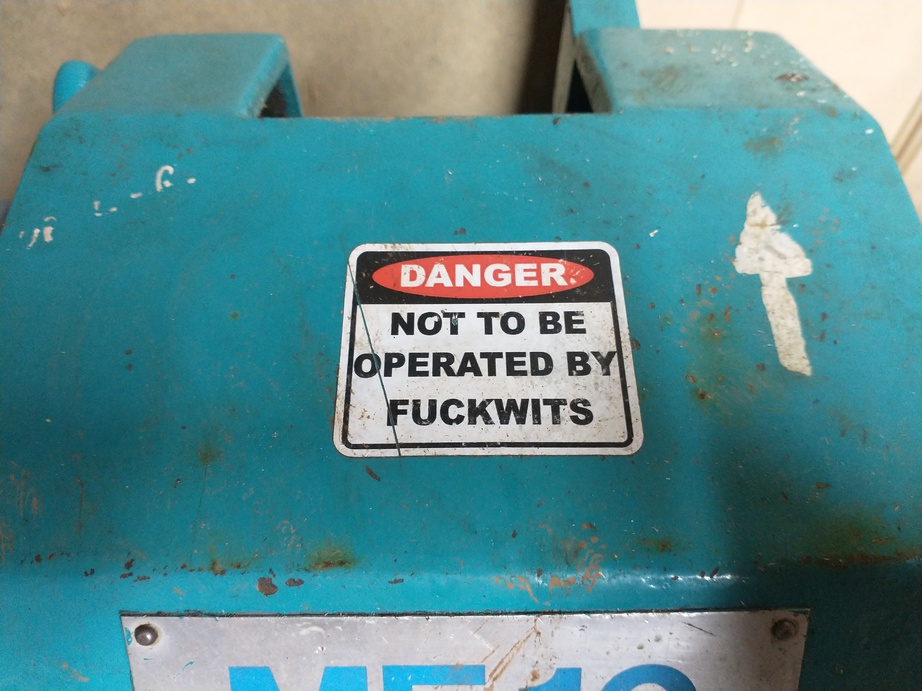 DANGER.
NOT TO BE
OPERATED BY
FUCKWITS